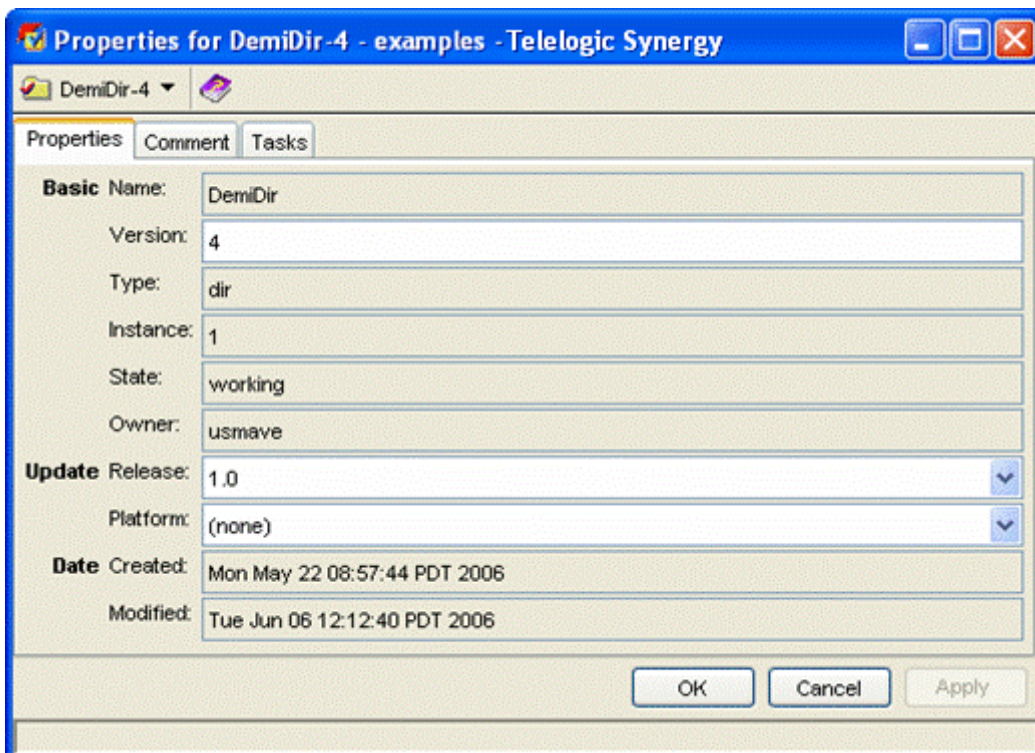 Properties for DemiDir-4 - examples - Telelogic Synergy
DemiDir-4
Properties Comment Tasks
Basic Name: DemiDir
Version: 4
Type: dir
Instance: 1
State: working
Owner: usmave
Update Release: 1.0
Platform: (none)
Date Created: Mon May 22 08:57:44 PDT 2006
Modified: Tue Jun 06 12:12:40 PDT 2006
OK Cancel Apply